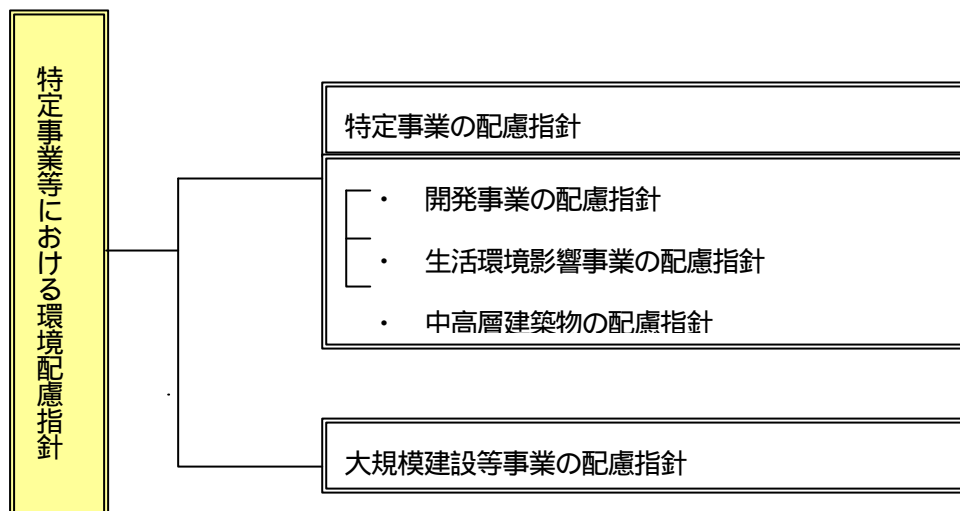 特定事業等における環境配慮指針
特定事業の配慮指針
・ 開発事業の配慮指針
・ 生活環境影響事業の配慮指針
・ 中高層建築物の配慮指針
大規模建設等事業の配慮指針